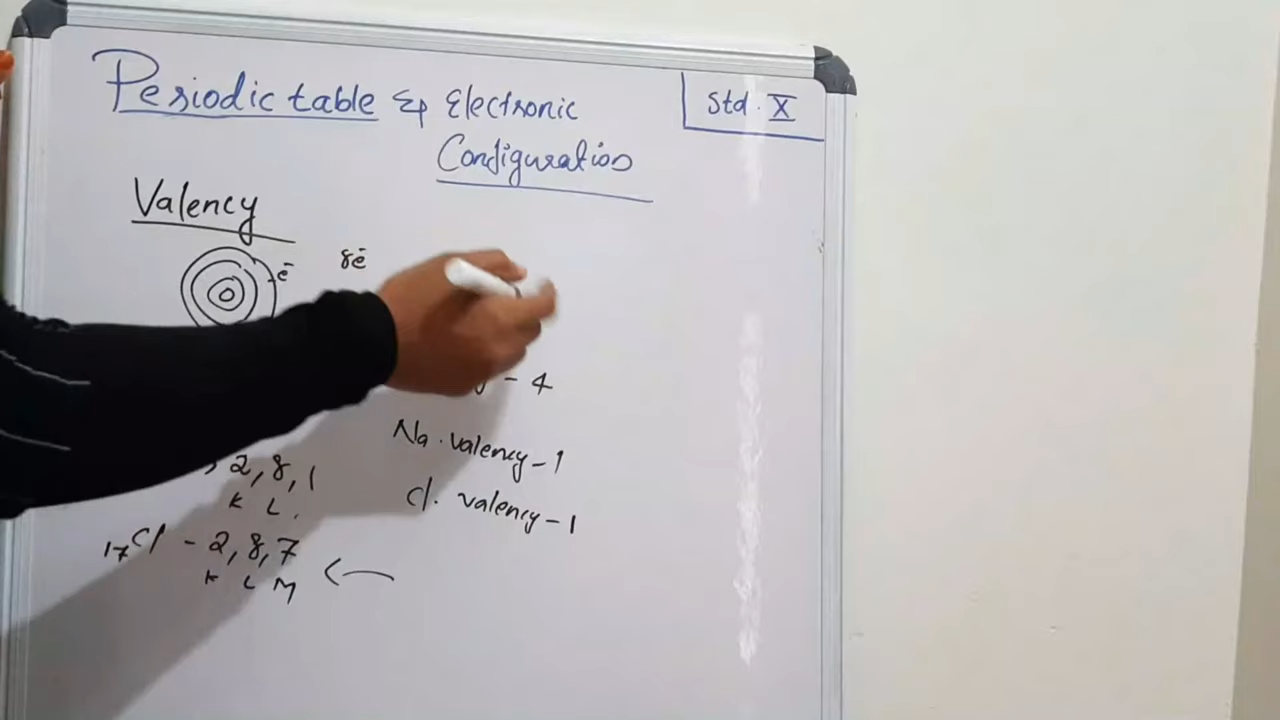 Periodic table & Electronic
Configuration
Std. X
Valency
e⁻
8e⁻
- 4
Na. valency - 1
2, 8, 1
K L .
Cl. valency - 1
17Cl - 2, 8, 7
K L M